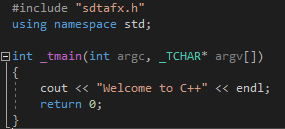 #include "sdtafx.h"
using namespace std;
int _tmain(int argc, _TCHAR* argv[])
{
cout << "Welcome to C++" << endl;
return 0;
}